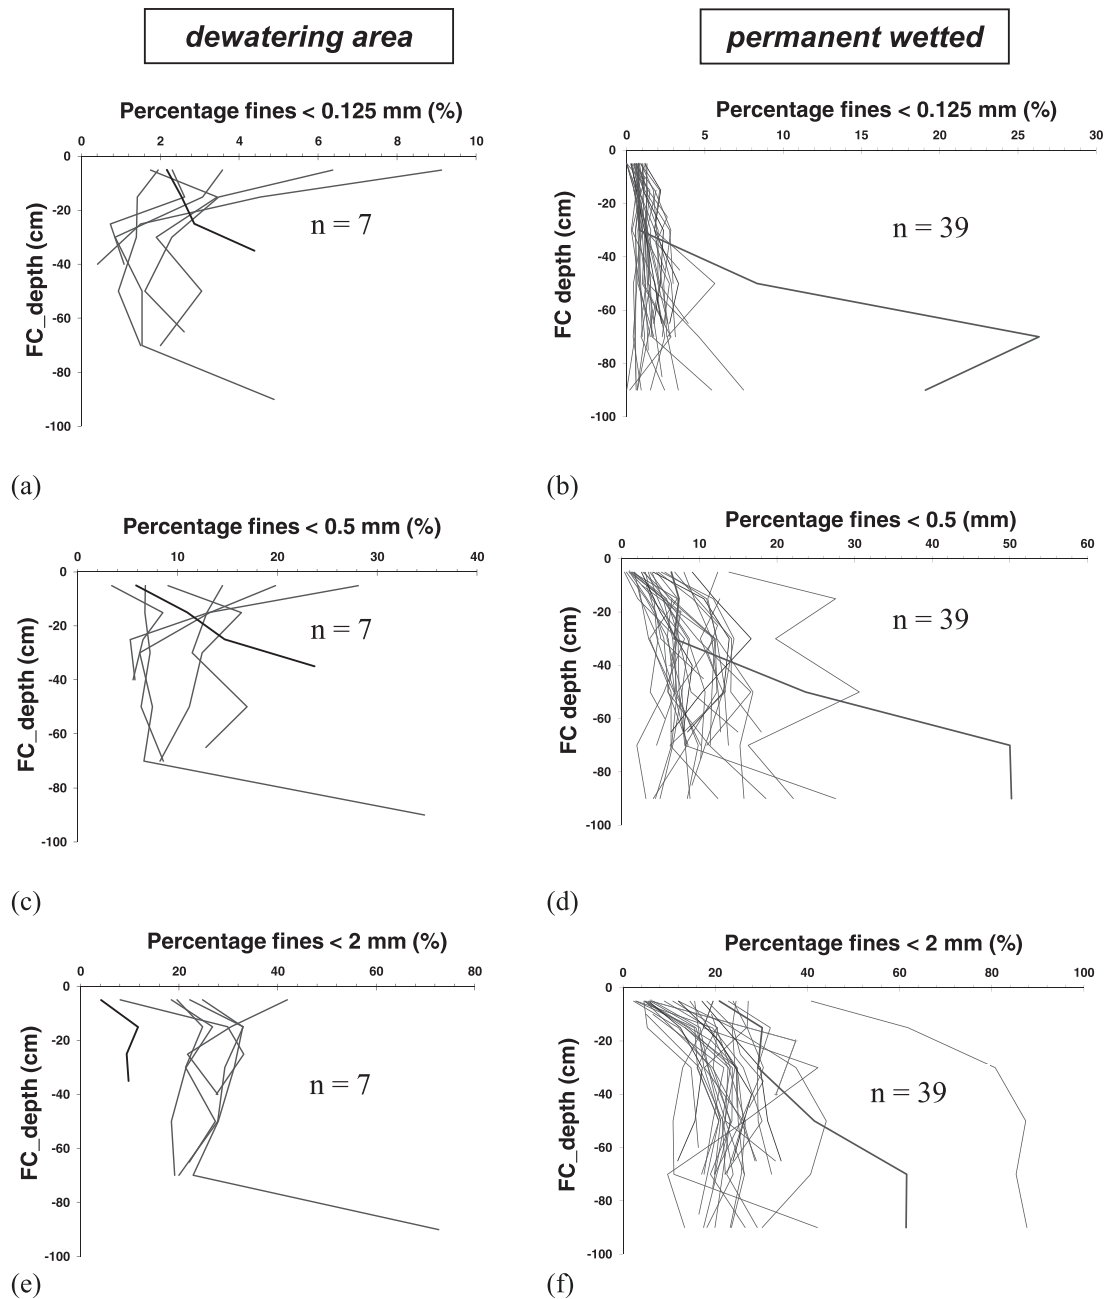 dewatering area
permanent wetted
Percentage fines < 0.125 mm (%)
0 2 4 6 8 10
0
-20
-40
-60
-80
-100
FC_depth (cm)
n = 7
(a)
Percentage fines < 0.125 mm (%)
0 5 10 15 20 25 30
0
-20
-40
-60
-80
-100
FC depth (cm)
n = 39
(b)
Percentage fines < 0.5 mm (%)
0 10 20 30 40
0
-20
-40
-60
-80
-100
FC_depth (cm)
n = 7
(c)
Percentage fines < 0.5 (mm)
0 10 20 30 40 50 60
0
-20
-40
-60
-80
-100
FC depth (cm)
n = 39
(d)
Percentage fines < 2 mm (%)
0 20 40 60 80
0
-20
-40
-60
-80
-100
FC_depth (cm)
n = 7
(e)
Percentage fines < 2 mm (%)
0 20 40 60 80 100
0
-20
-40
-60
-80
-100
FC_depth (cm)
n = 39
(f)